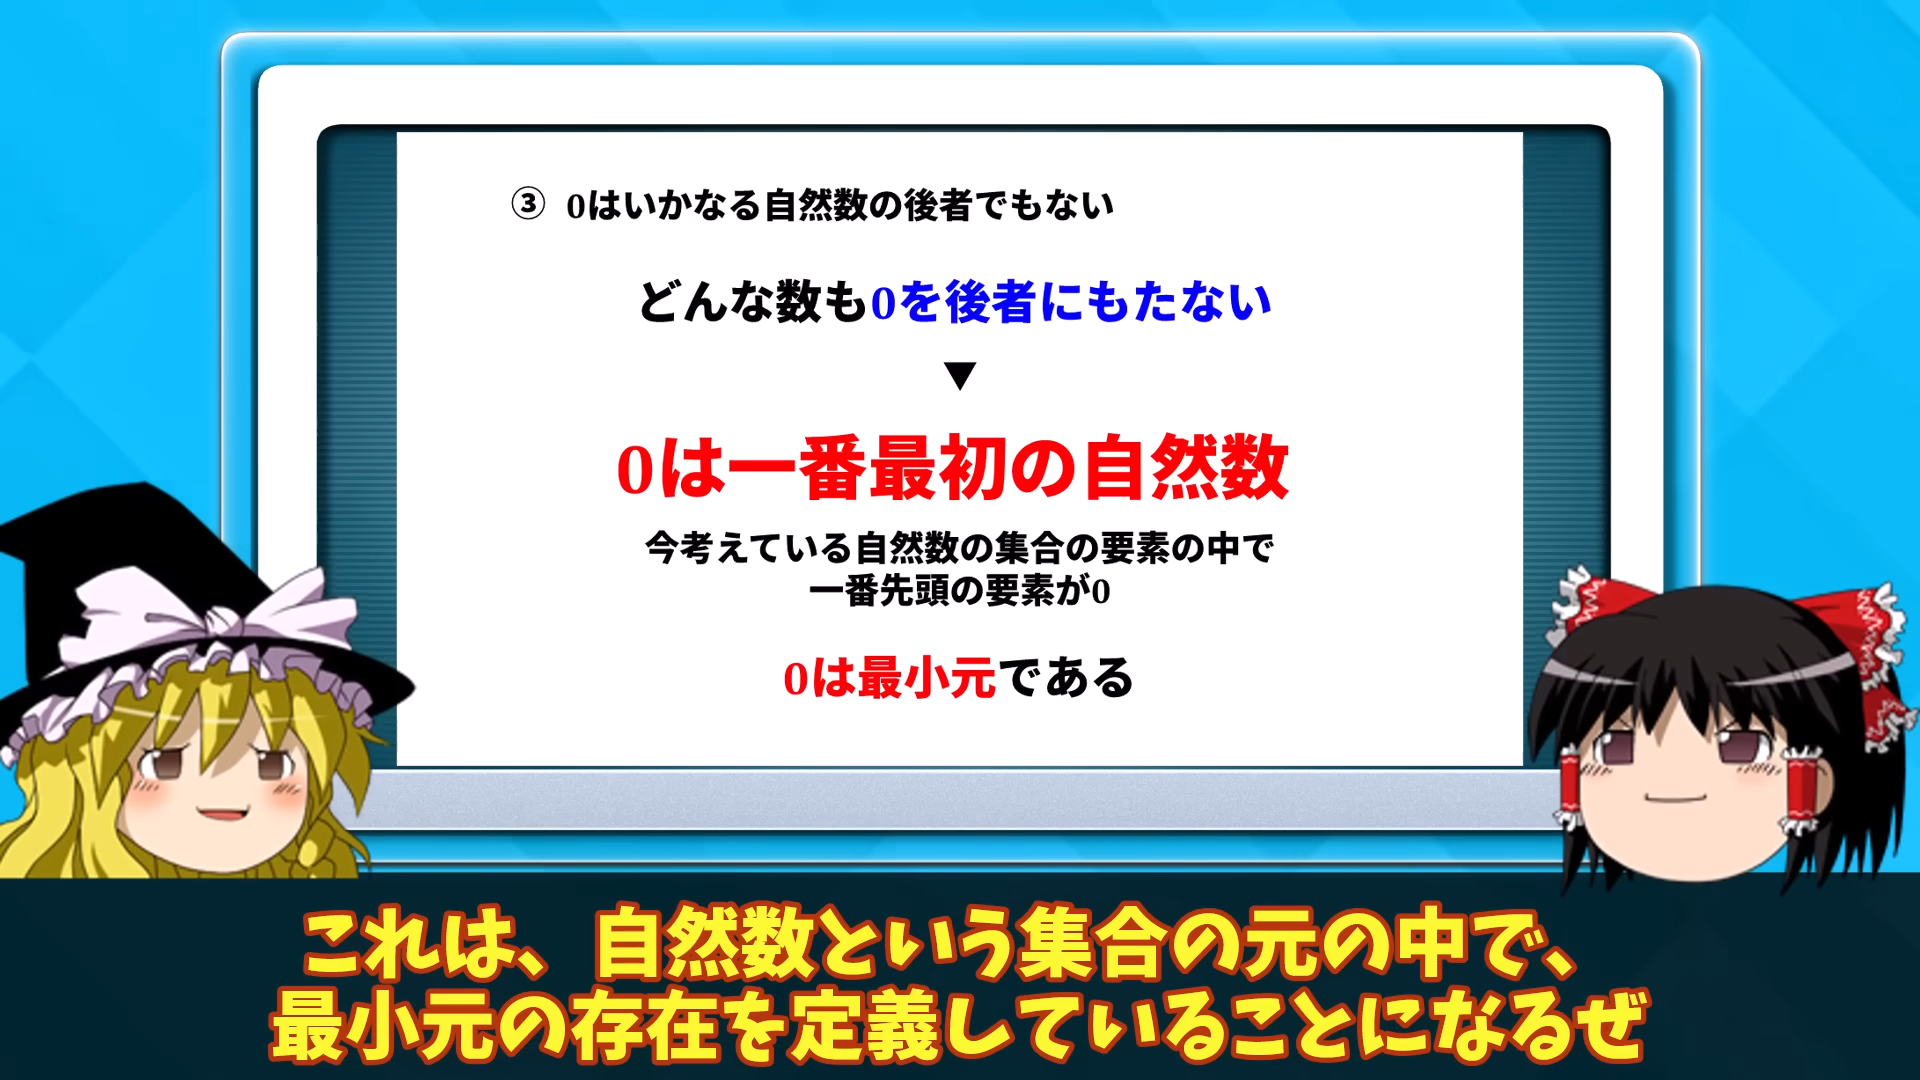 ③ 0はいかなる自然数の後者でもない
どんな数も0を後者にもたない
▼
0は一番最初の自然数
今考えている自然数の集合の要素の中で
一番先頭の要素が0
0は最小元である
これは、自然数という集合の元の中で、
最小元の存在を定義していることになるぜ